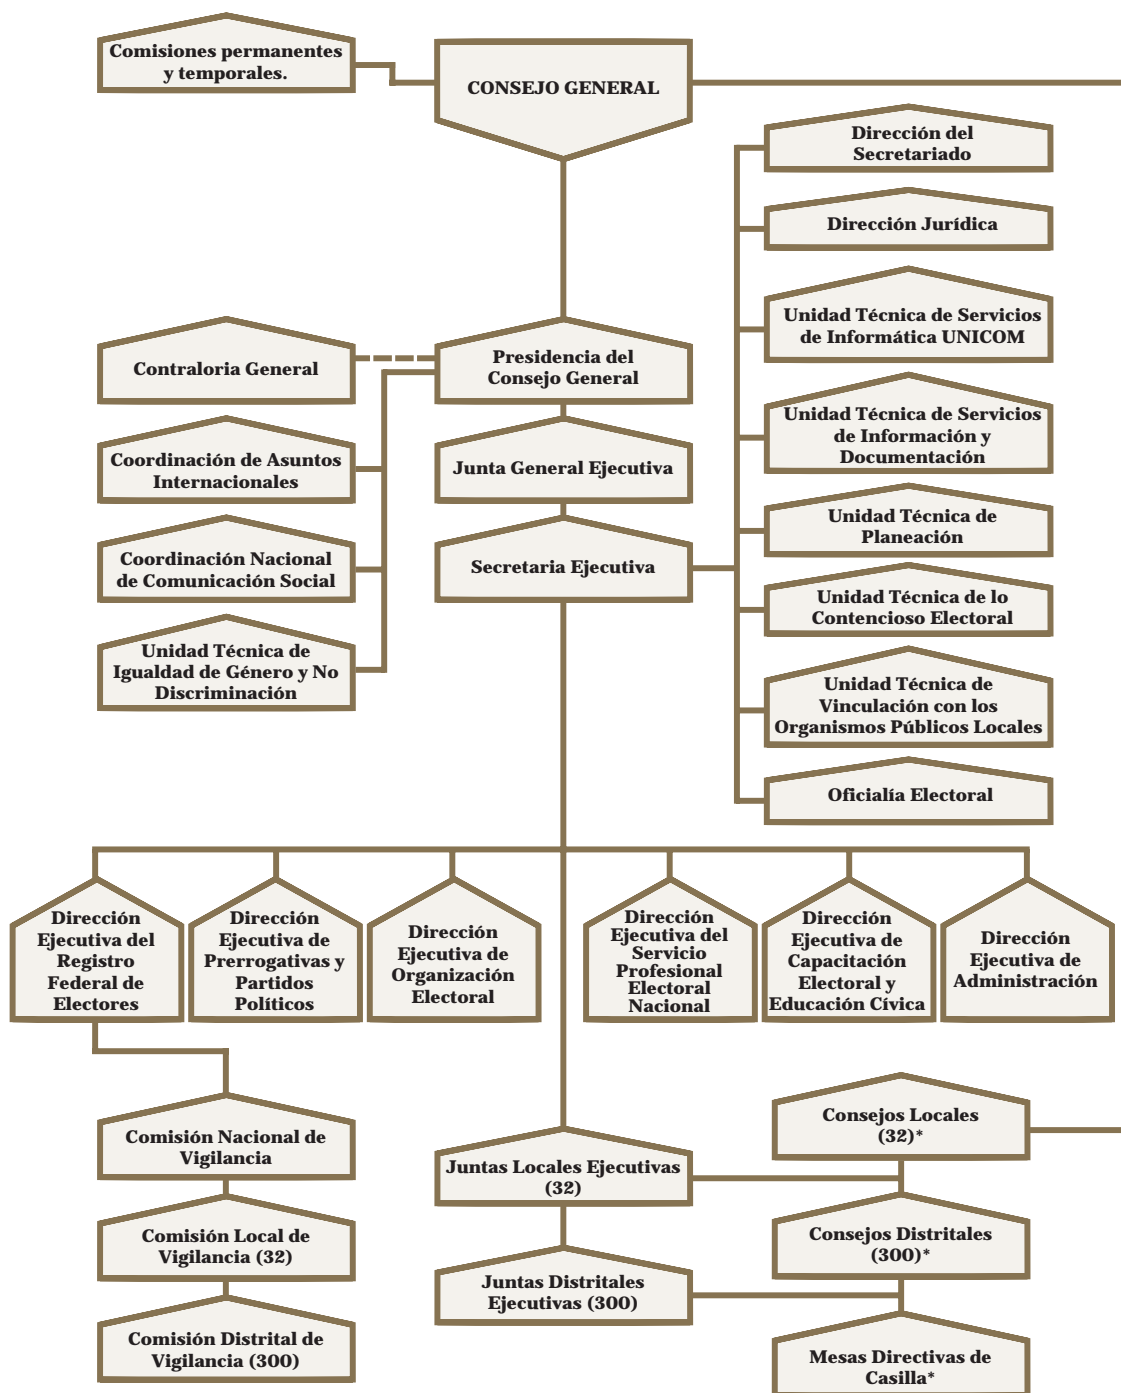 Comisiones permanentes
y temporales.
CONSEJO GENERAL
Dirección del
Secretariado
Dirección Jurídica
Unidad Técnica de Servicios
de Informática UNICOM
Unidad Técnica de Servicios
de Información y
Documentación
Unidad Técnica de
Planeación
Unidad Técnica de lo
Contencioso Electoral
Unidad Técnica de
Vinculación con los
Organismos Públicos Locales
Oficialía Electoral
Contraloria General
Presidencia del
Consejo General
Coordinación de Asuntos
Internacionales
Junta General Ejecutiva
Coordinación Nacional
de Comunicación Social
Secretaria Ejecutiva
Unidad Técnica de
Igualdad de Género y No
Discriminación
Dirección
Ejecutiva del
Registro
Federal de
Electores
Dirección
Ejecutiva de
Prerrogativas y
Partidos
Políticos
Dirección
Ejecutiva de
Organización
Electoral
Dirección
Ejecutiva del
Servicio
Profesional
Electoral
Nacional
Dirección
Ejecutiva de
Capacitación
Electoral y
Educación Cívica
Dirección
Ejecutiva de
Administración
Comisión Nacional de
Vigilancia
Comisión Local de
Vigilancia (32)
Comisión Distrital de
Vigilancia (300)
Juntas Locales Ejecutivas
(32)
Juntas Distritales
Ejecutivas (300)
Consejos Locales
(32)*
Consejos Distritales
(300)*
Mesas Directivas de
Casilla*